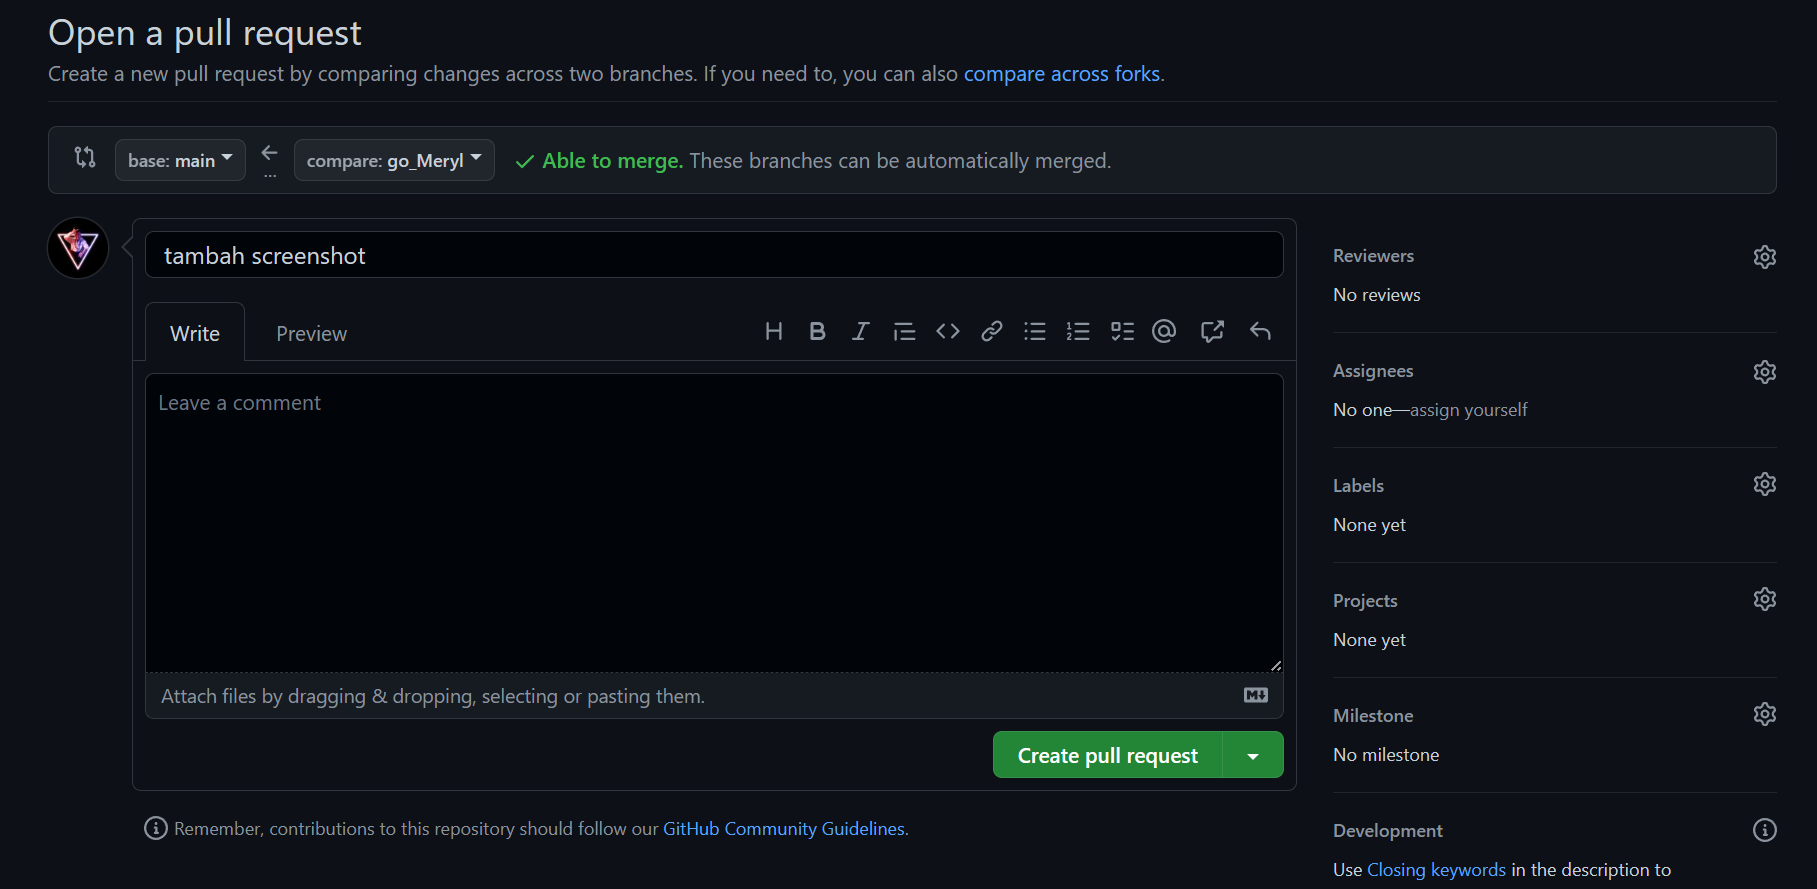 Open a pull request
Create a new pull request by comparing changes across two branches. If you need to, you can also compare across forks.
base: main
...
compare: go_Meryl
Able to merge. These branches can be automatically merged.
tambah screenshot
Write
Preview
Leave a comment
Attach files by dragging & dropping, selecting or pasting them.
Create pull request
Remember, contributions to this repository should follow our GitHub Community Guidelines.
Reviewers
No reviews
Assignees
No one—assign yourself
Labels
None yet
Projects
None yet
Milestone
No milestone
Development
Use Closing keywords in the description to